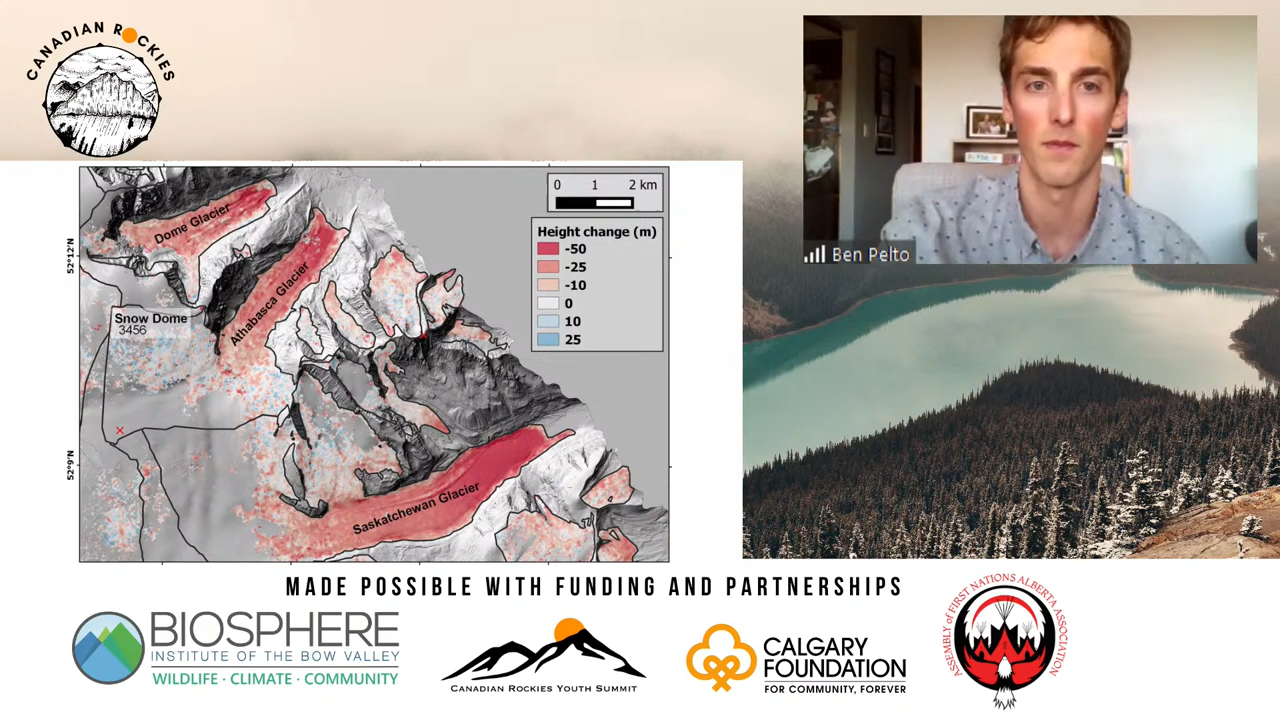 CANADIAN ROCKIES
Ben Pelto
0 1 2 km
Height change (m)
-50
-25
-10
0
10
25
52°12'N
52°9'N
Dome Glacier
Athabasca Glacier
Snow Dome
3456
Saskatchewan Glacier
MADE POSSIBLE WITH FUNDING AND PARTNERSHIPS
BIOSPHERE
INSTITUTE OF THE BOW VALLEY
WILDLIFE · CLIMATE · COMMUNITY
CANADIAN ROCKIES YOUTH SUMMIT
CALGARY
FOUNDATION
FOR COMMUNITY, FOREVER
ASSEMBLY of FIRST NATIONS ALBERTA ASSOCIATION